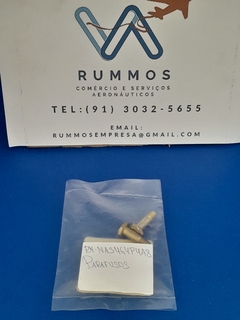 RUMMOS
COMÉRCIO E SERVIÇOS
AERONÁUTICOS
TEL:(91) 3032-5655
EMAIL:
RUMMOSEMPRESA@GMAIL.COM
PARAFUSOS